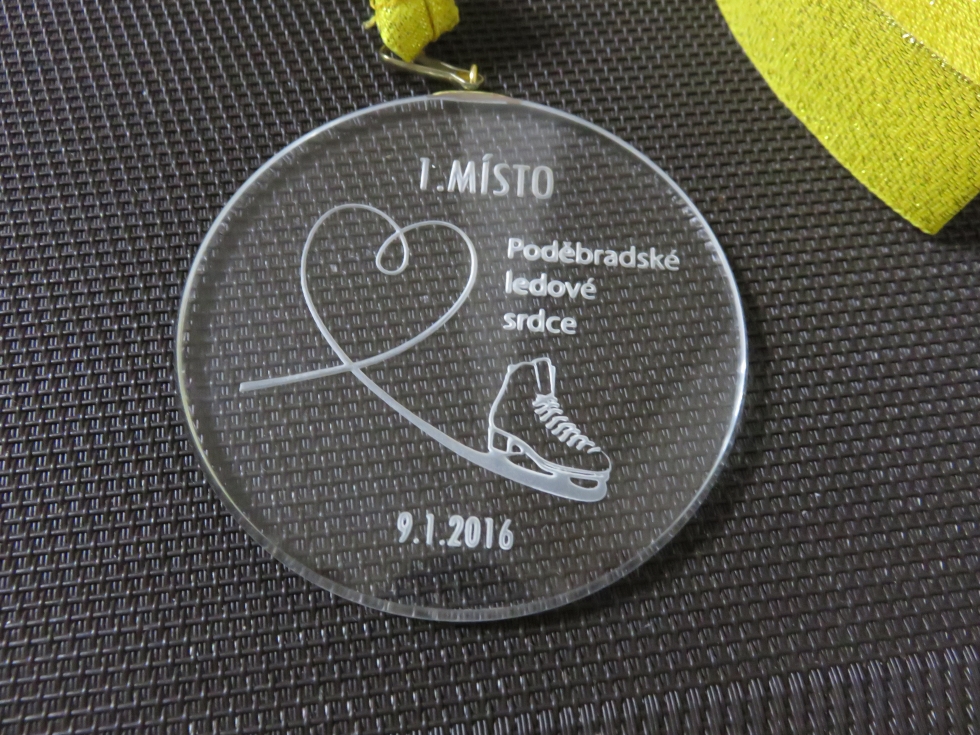 1.MÍSTO
Poděbradské
ledové
srdce
9.1.2016